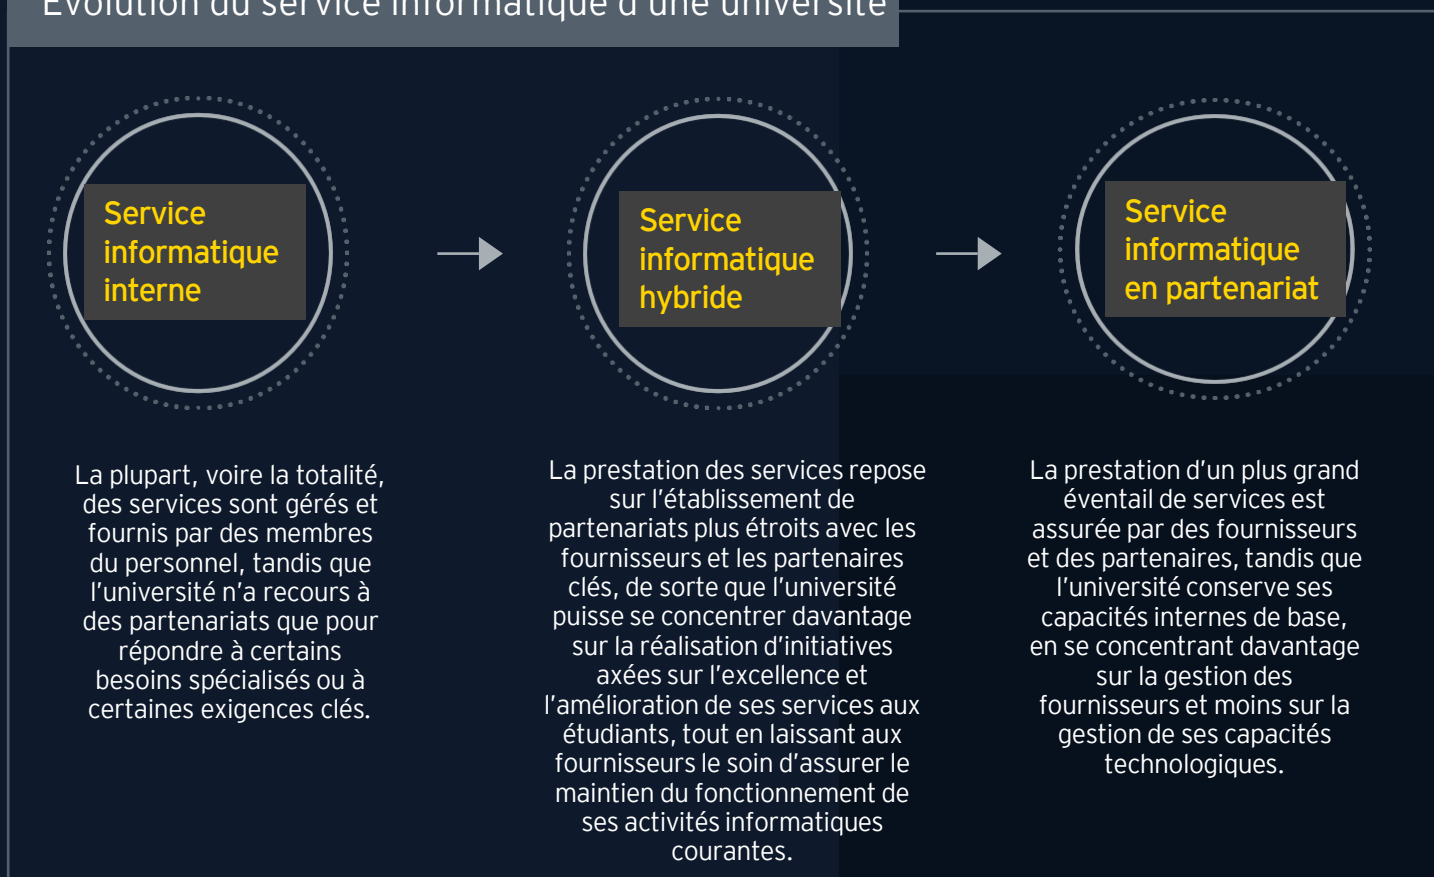 Évolution du service informatique d'une université
Service
informatique
interne
Service
informatique
hybride
Service
informatique
en partenariat
La plupart, voire la totalité,
des services sont gérés et
fournis par des membres
du personnel, tandis que
l'université n'a recours à
des partenariats que pour
répondre à certains
besoins spécialisés ou à
certaines exigences clés.
La prestation des services repose
sur l'établissement de
partenariats plus étroits avec les
fournisseurs et les partenaires
clés, de sorte que l'université
puisse se concentrer davantage
sur la réalisation d'initiatives
axées sur l'excellence et
l'amélioration de ses services aux
étudiants, tout en laissant aux
fournisseurs le soin d'assurer le
maintien du fonctionnement de
ses activités informatiques
courantes.
La prestation d'un plus grand
éventail de services est
assurée par des fournisseurs
et des partenaires, tandis que
l'université conserve ses
capacités internes de base,
en se concentrant davantage
sur la gestion des
fournisseurs et moins sur la
gestion de ses capacités
technologiques.